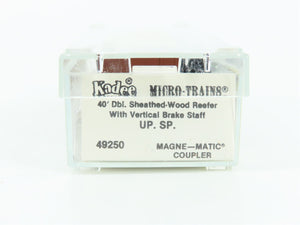 Kadee MICRO-TRAINS®
40' Dbl. Sheathed-Wood Reefer
With Vertical Brake Staff
UP. SP.
49250 MAGNE—MATIC®
COUPLER